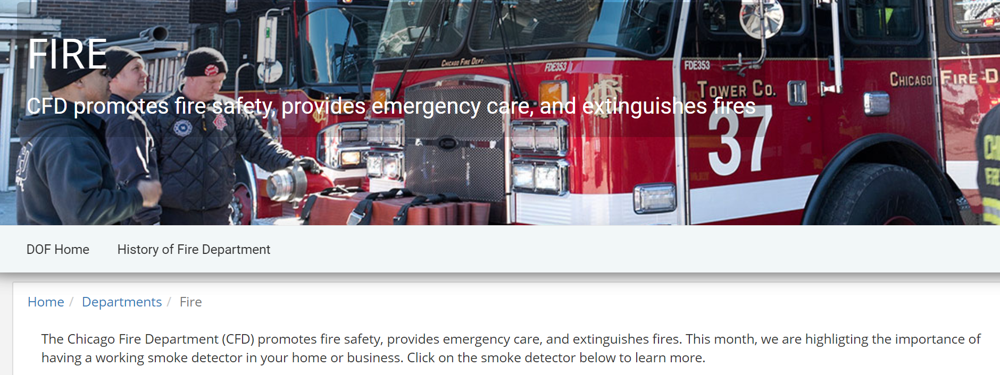 FIRE
CFD promotes fire safety, provides emergency care, and extinguishes fires
CHICAGO FIRE DEPT.
FDE353
FDE353
TOWER CO.
37
CHICAGO FIRE D
DOF Home
History of Fire Department
Home / Departments / Fire
The Chicago Fire Department (CFD) promotes fire safety, provides emergency care, and extinguishes fires. This month, we are highligting the importance of
having a working smoke detector in your home or business. Click on the smoke detector below to learn more.